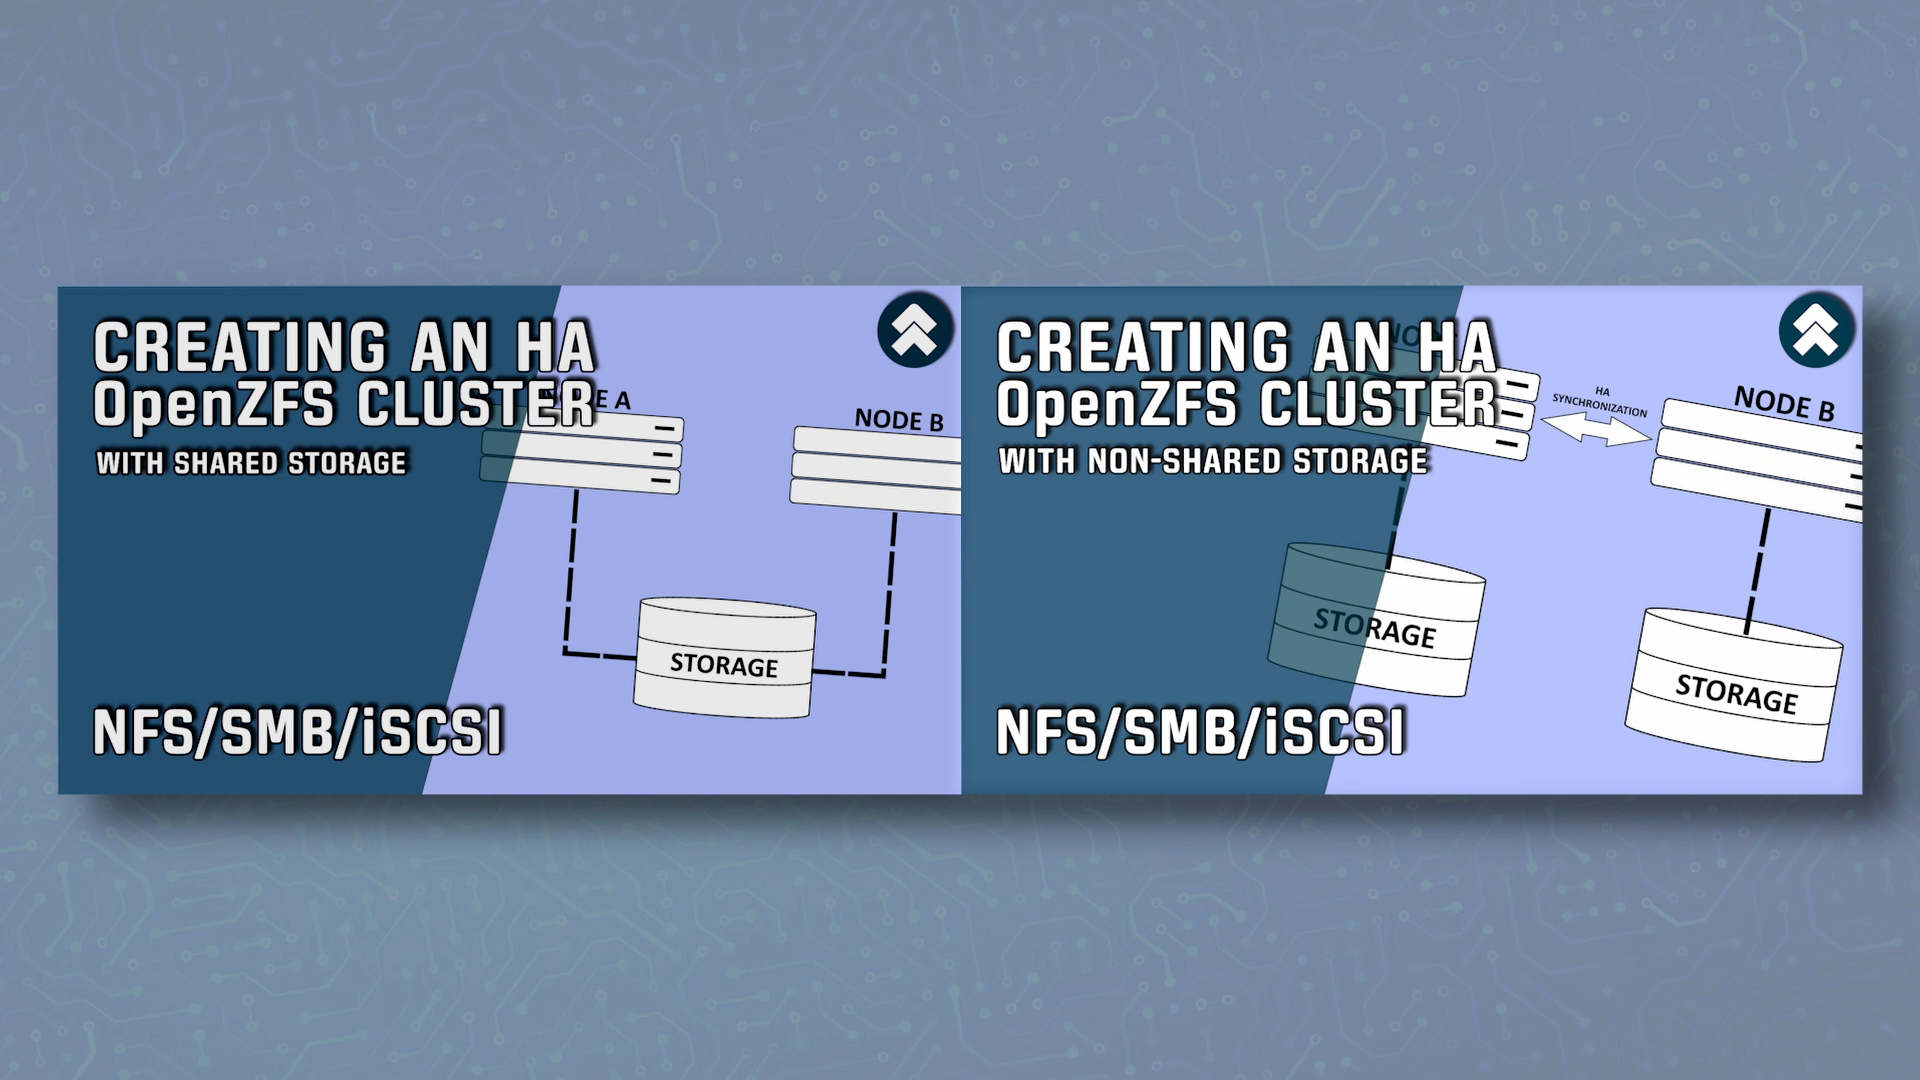 CREATING AN HA
OpenZFS CLUSTER
WITH SHARED STORAGE
E A
NODE B
STORAGE
NFS/SMB/iSCSI
CREATING AN HA
OpenZFS CLUSTER
WITH NON-SHARED STORAGE
NO
HA
SYNCHRONIZATION
NODE B
STORAGE
STORAGE
NFS/SMB/iSCSI